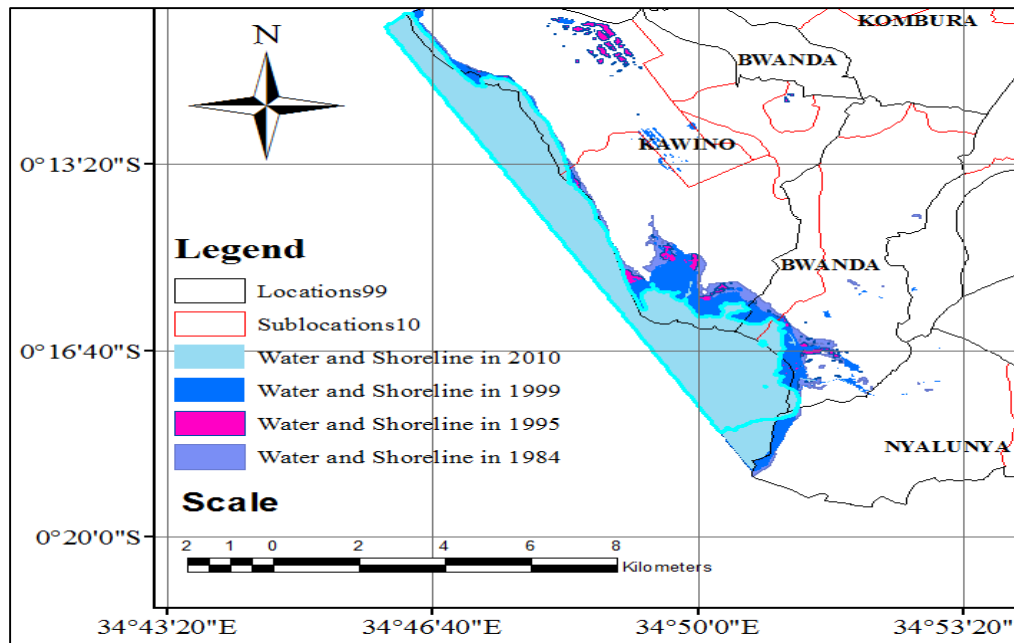 KOMBURA
N
BWANDA
KAWINO
0°13'20"S
Legend
BWANDA
Locations99
Sublocations10
0°16'40"S
Water and Shoreline in 2010
Water and Shoreline in 1999
Water and Shoreline in 1995
NYALUNYA
Water and Shoreline in 1984
Scale
0°20'0"S
2 1 0 2 4 6 8
Kilometers
34°43'20"E 34°46'40"E 34°50'0"E 34°53'20"E